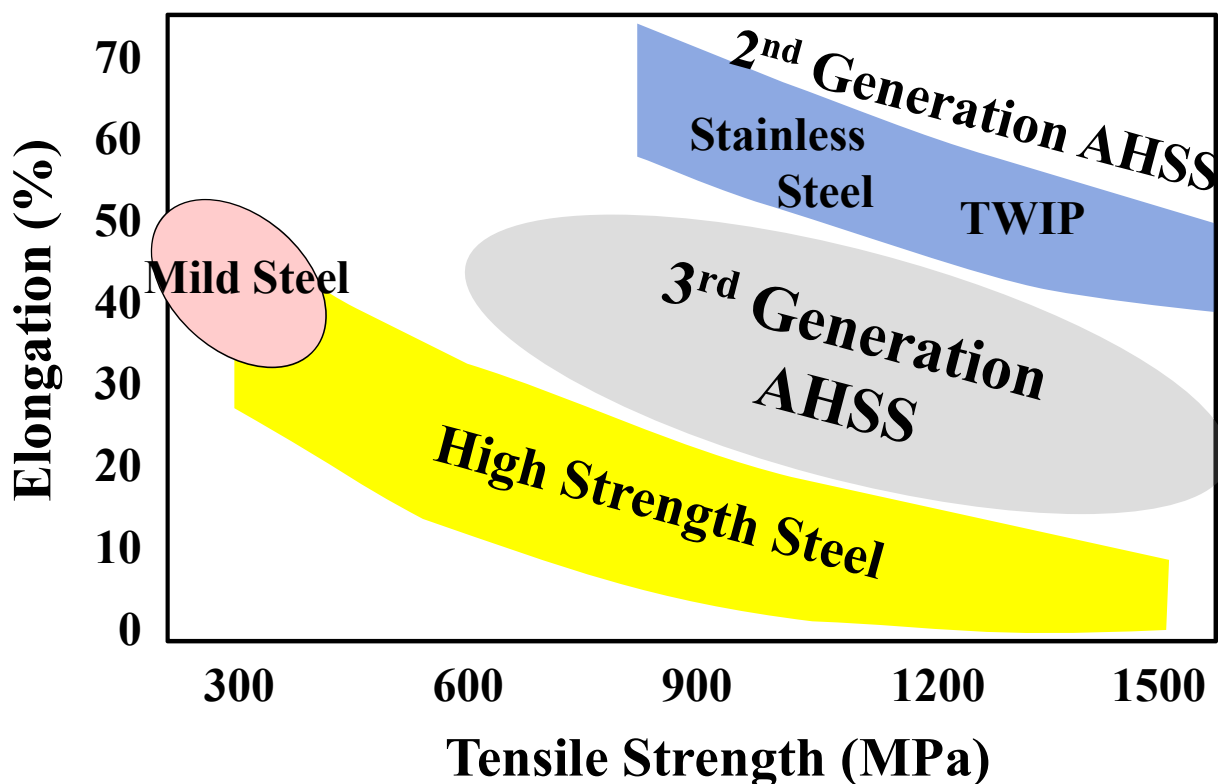 70
60
50
40
30
20
10
0
Elongation (%)
2nd Generation AHSS
Stainless
Steel
TWIP
Mild Steel
3rd Generation
AHSS
High Strength Steel
300 600 900 1200 1500
Tensile Strength (MPa)